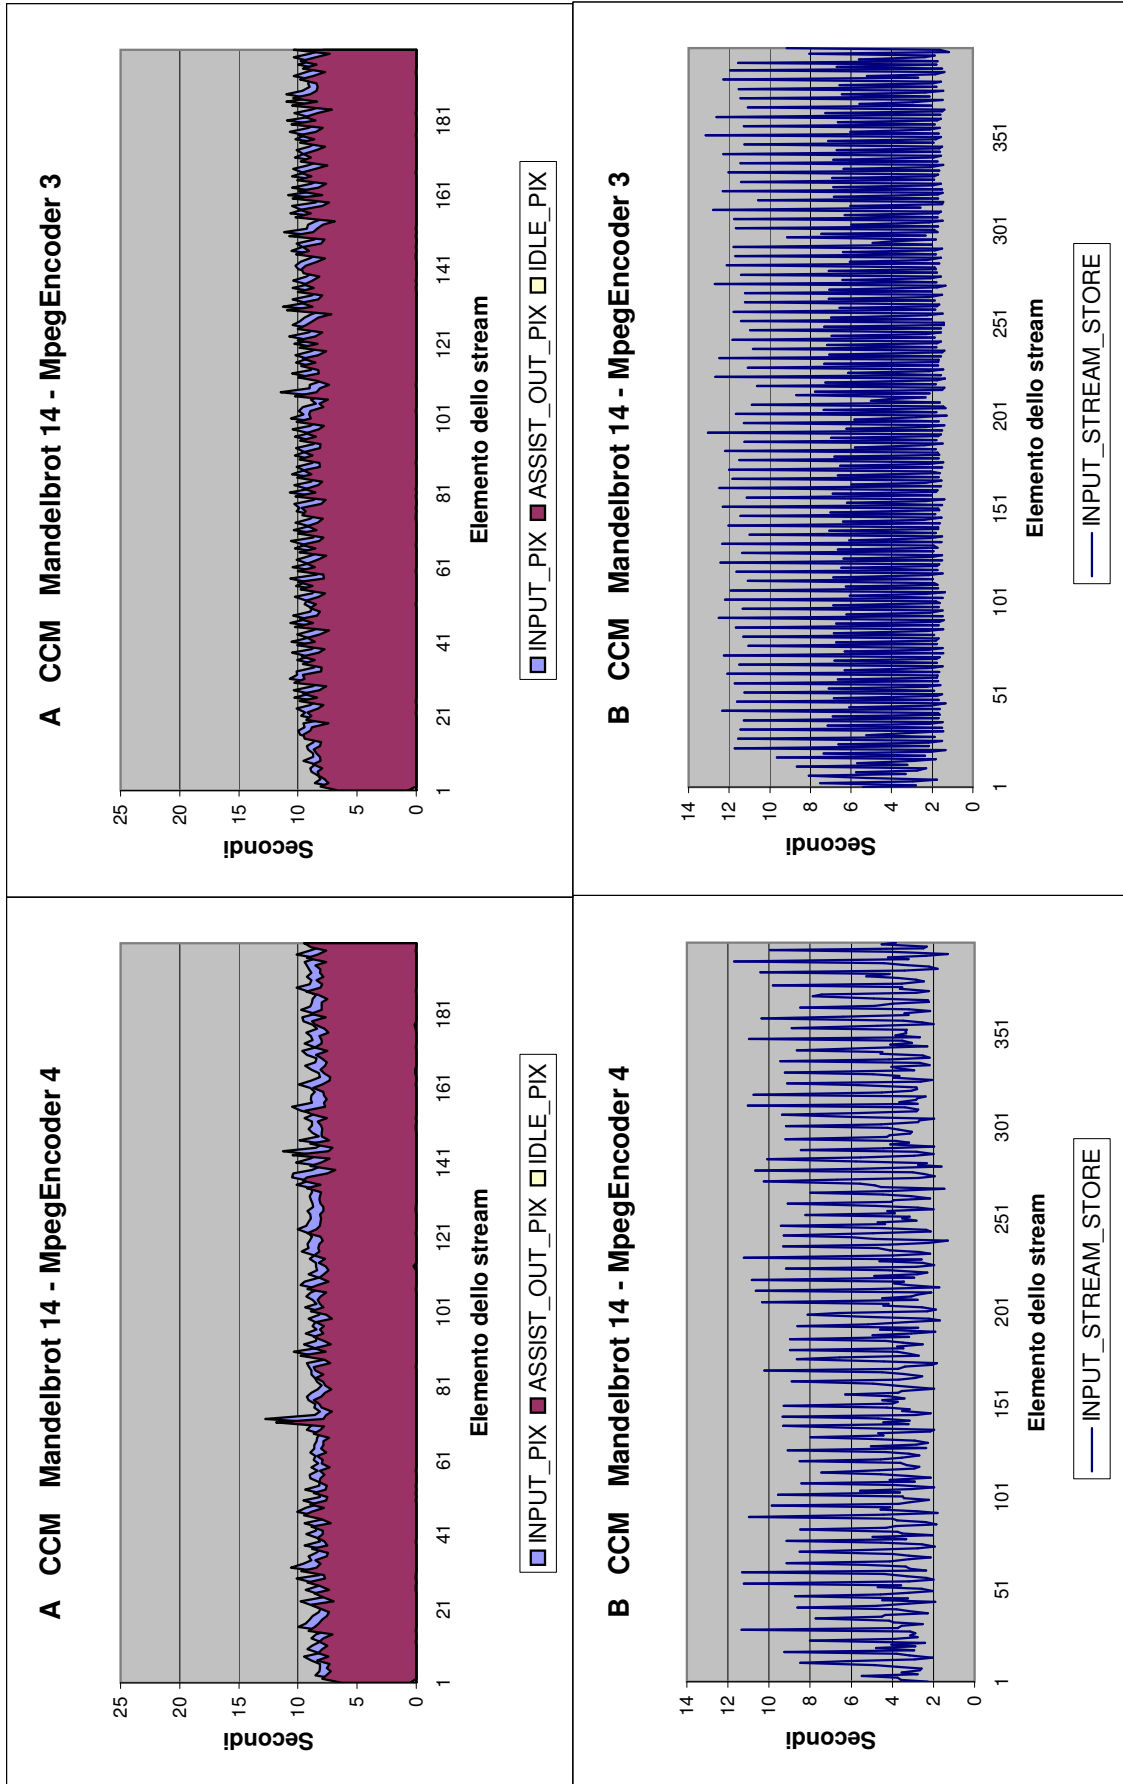 A   CCM   Mandelbrot 14 - MpegEncoder 4
25
20
15
10
5
0
Secondi
1 21 41 61 81 101 121 141 161 181
Elemento dello stream
INPUT_PIX ASSIST_OUT_PIX IDLE_PIX
A   CCM   Mandelbrot 14 - MpegEncoder 3
25
20
15
10
5
0
Secondi
1 21 41 61 81 101 121 141 161 181
Elemento dello stream
INPUT_PIX ASSIST_OUT_PIX IDLE_PIX
B   CCM   Mandelbrot 14 - MpegEncoder 4
14
12
10
8
6
4
2
0
Secondi
1 51 101 151 201 251 301 351
Elemento dello stream
INPUT_STREAM_STORE
B   CCM   Mandelbrot 14 - MpegEncoder 3
14
12
10
8
6
4
2
0
Secondi
1 51 101 151 201 251 301 351
Elemento dello stream
INPUT_STREAM_STORE